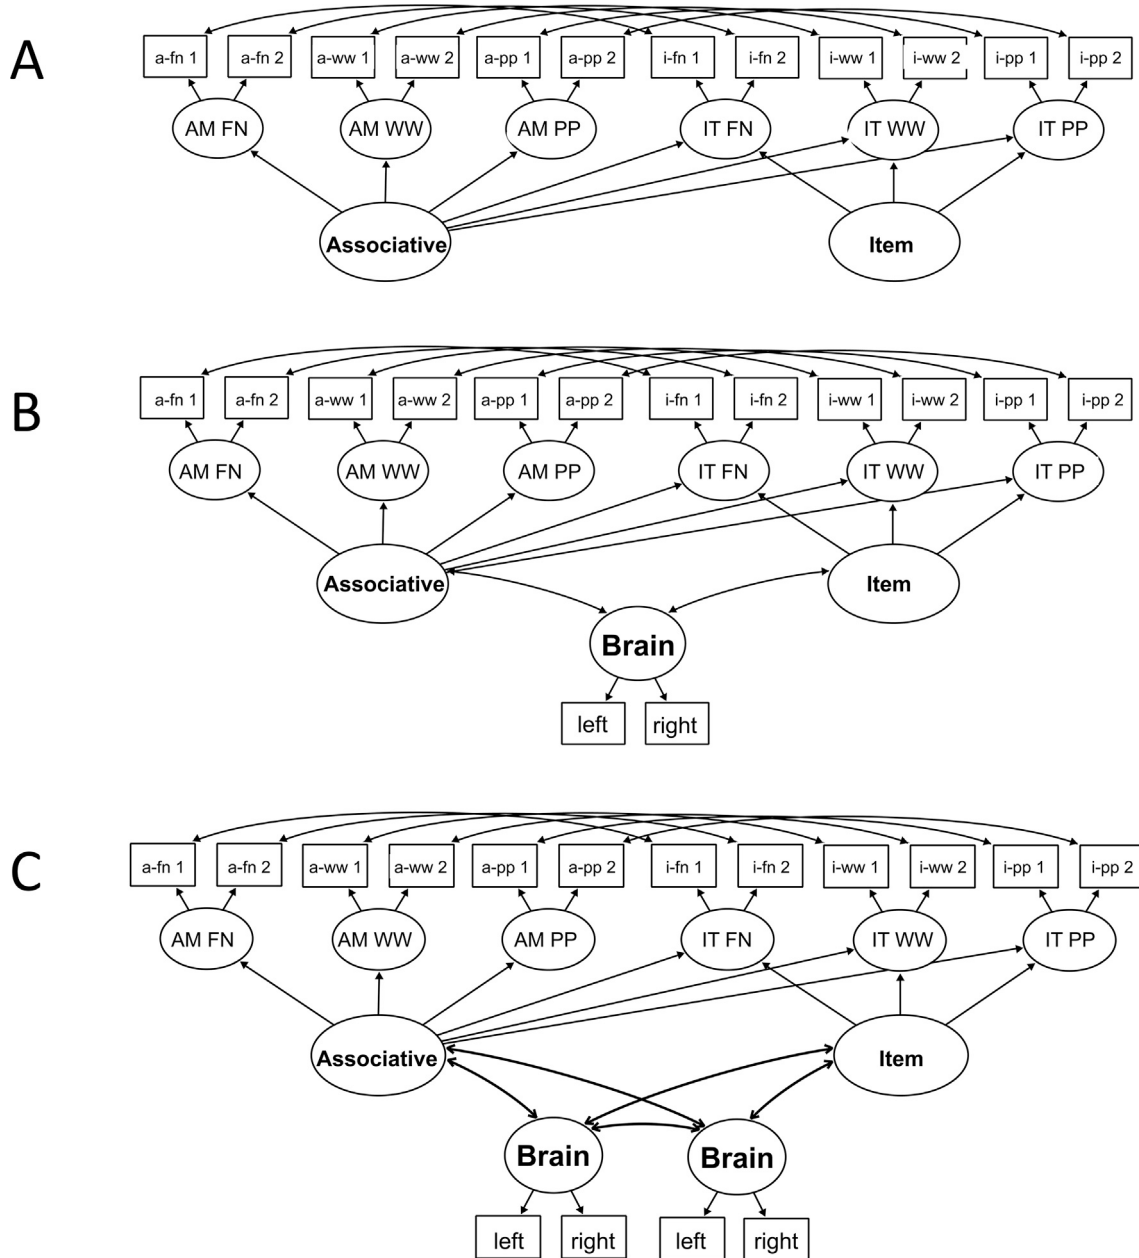 A
a-fn 1 a-fn 2 a-ww 1 a-ww 2 a-pp 1 a-pp 2 i-fn 1 i-fn 2 i-ww 1 i-ww 2 i-pp 1 i-pp 2
AM FN AM WW AM PP IT FN IT WW IT PP
Associative Item
B
a-fn 1 a-fn 2 a-ww 1 a-ww 2 a-pp 1 a-pp 2 i-fn 1 i-fn 2 i-ww 1 i-ww 2 i-pp 1 i-pp 2
AM FN AM WW AM PP IT FN IT WW IT PP
Associative Item
Brain
left right
C
a-fn 1 a-fn 2 a-ww 1 a-ww 2 a-pp 1 a-pp 2 i-fn 1 i-fn 2 i-ww 1 i-ww 2 i-pp 1 i-pp 2
AM FN AM WW AM PP IT FN IT WW IT PP
Associative Item
Brain Brain
left right left right